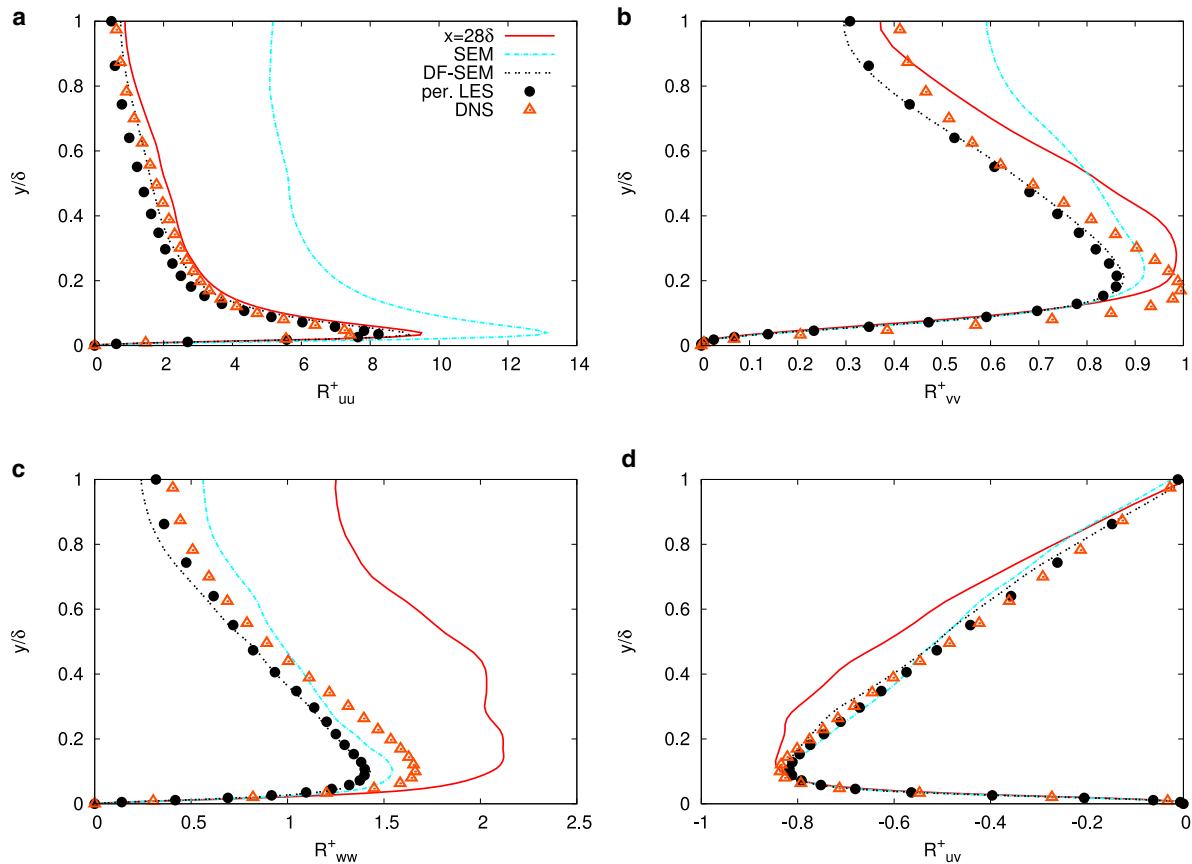 a
x=28δ
SEM
DF-SEM
per. LES
DNS
y/δ
1
0.8
0.6
0.4
0.2
0
0 2 4 6 8 10 12 14
R⁺uu
b
y/δ
1
0.8
0.6
0.4
0.2
0
0 0.1 0.2 0.3 0.4 0.5 0.6 0.7 0.8 0.9 1
R⁺vv
c
y/δ
1
0.8
0.6
0.4
0.2
0
0 0.5 1 1.5 2 2.5
R⁺ww
d
y/δ
1
0.8
0.6
0.4
0.2
0
-1 -0.8 -0.6 -0.4 -0.2 0
R⁺uv